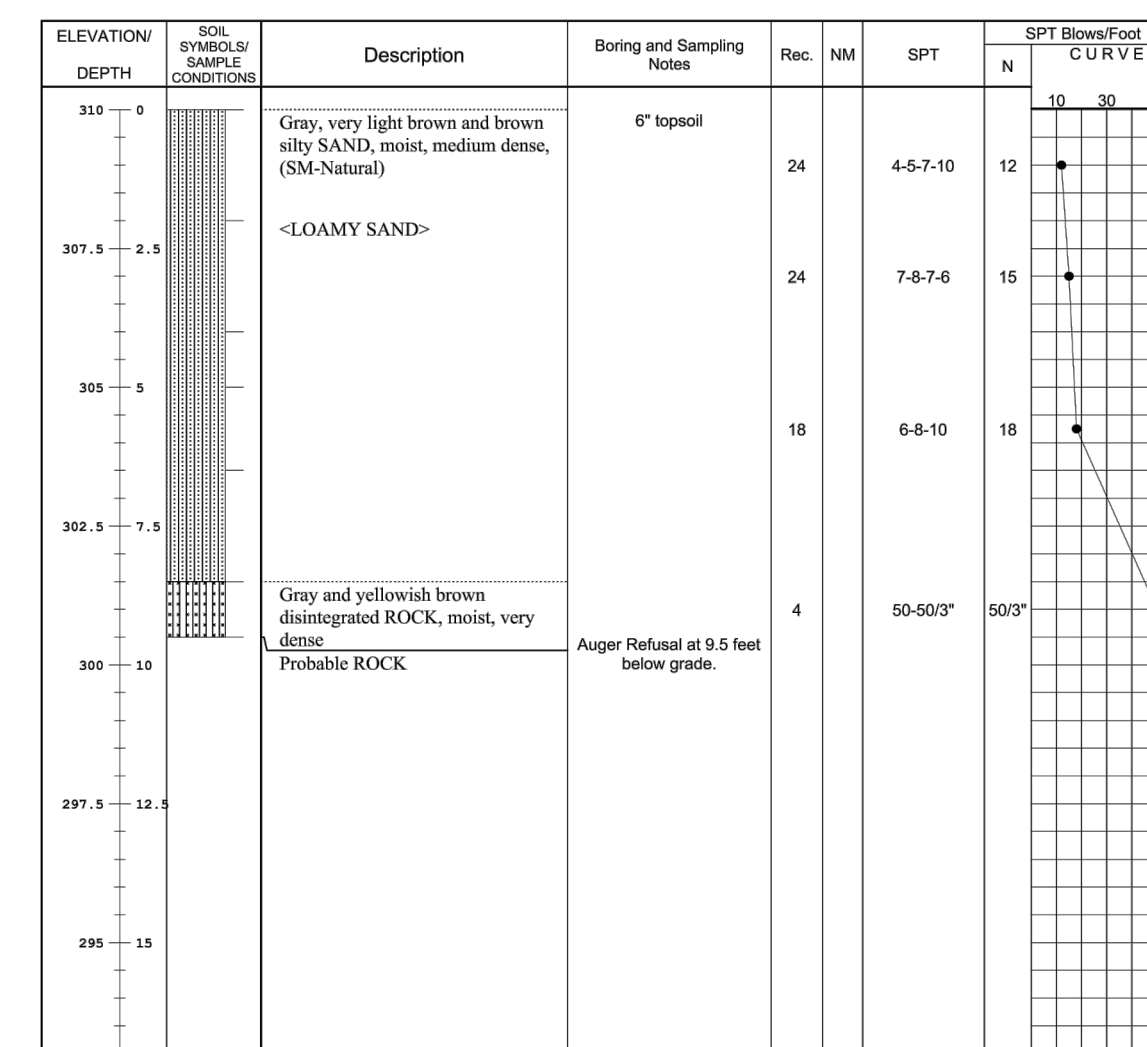 ELEVATION/
DEPTH
SOIL
SYMBOLS/
SAMPLE
CONDITIONS
Description
Boring and Sampling
Notes
Rec.
NM
SPT
SPT Blows/Foot
N
CURVE
10 30
310 0
Gray, very light brown and brown
silty SAND, moist, medium dense,
(SM-Natural)
6" topsoil
24 4-5-7-10 12
<LOAMY SAND>
307.5 2.5
24 7-8-7-6 15
305 5
18 6-8-10 18
302.5 7.5
Gray and yellowish brown
disintegrated ROCK, moist, very
dense
4 50-50/3" 50/3"
Auger Refusal at 9.5 feet
below grade.
300 10
Probable ROCK
297.5 12.5
295 15